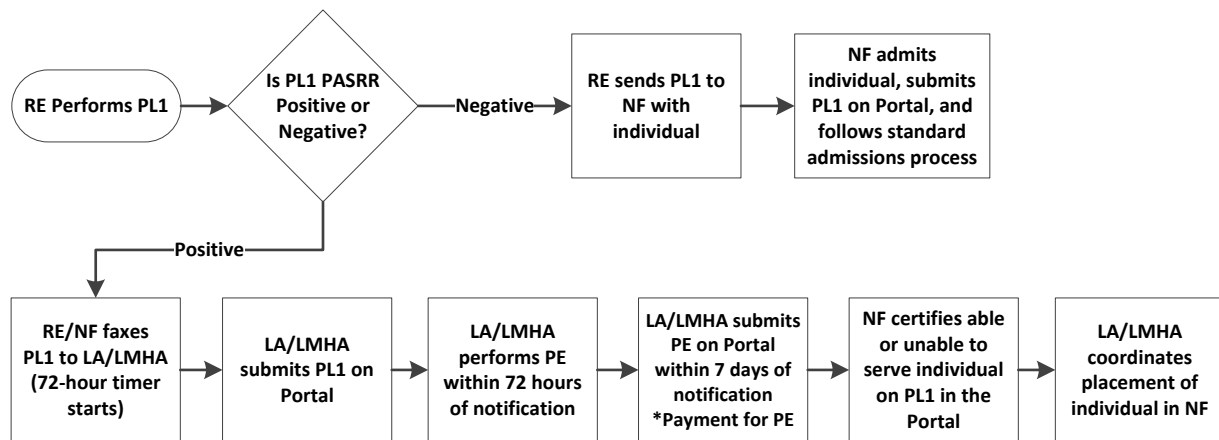 RE Performs PL1
Is PL1 PASRR
Positive or
Negative?
Negative
RE sends PL1 to
NF with
individual
NF admits
individual, submits
PL1 on Portal, and
follows standard
admissions process
Positive
RE/NF faxes
PL1 to LA/LMHA
(72-hour timer
starts)
LA/LMHA
submits PL1 on
Portal
LA/LMHA
performs PE
within 72 hours
of notification
LA/LMHA submits
PE on Portal
within 7 days of
notification
*Payment for PE
NF certifies able
or unable to
serve individual
on PL1 in the
Portal
LA/LMHA
coordinates
placement of
individual in NF